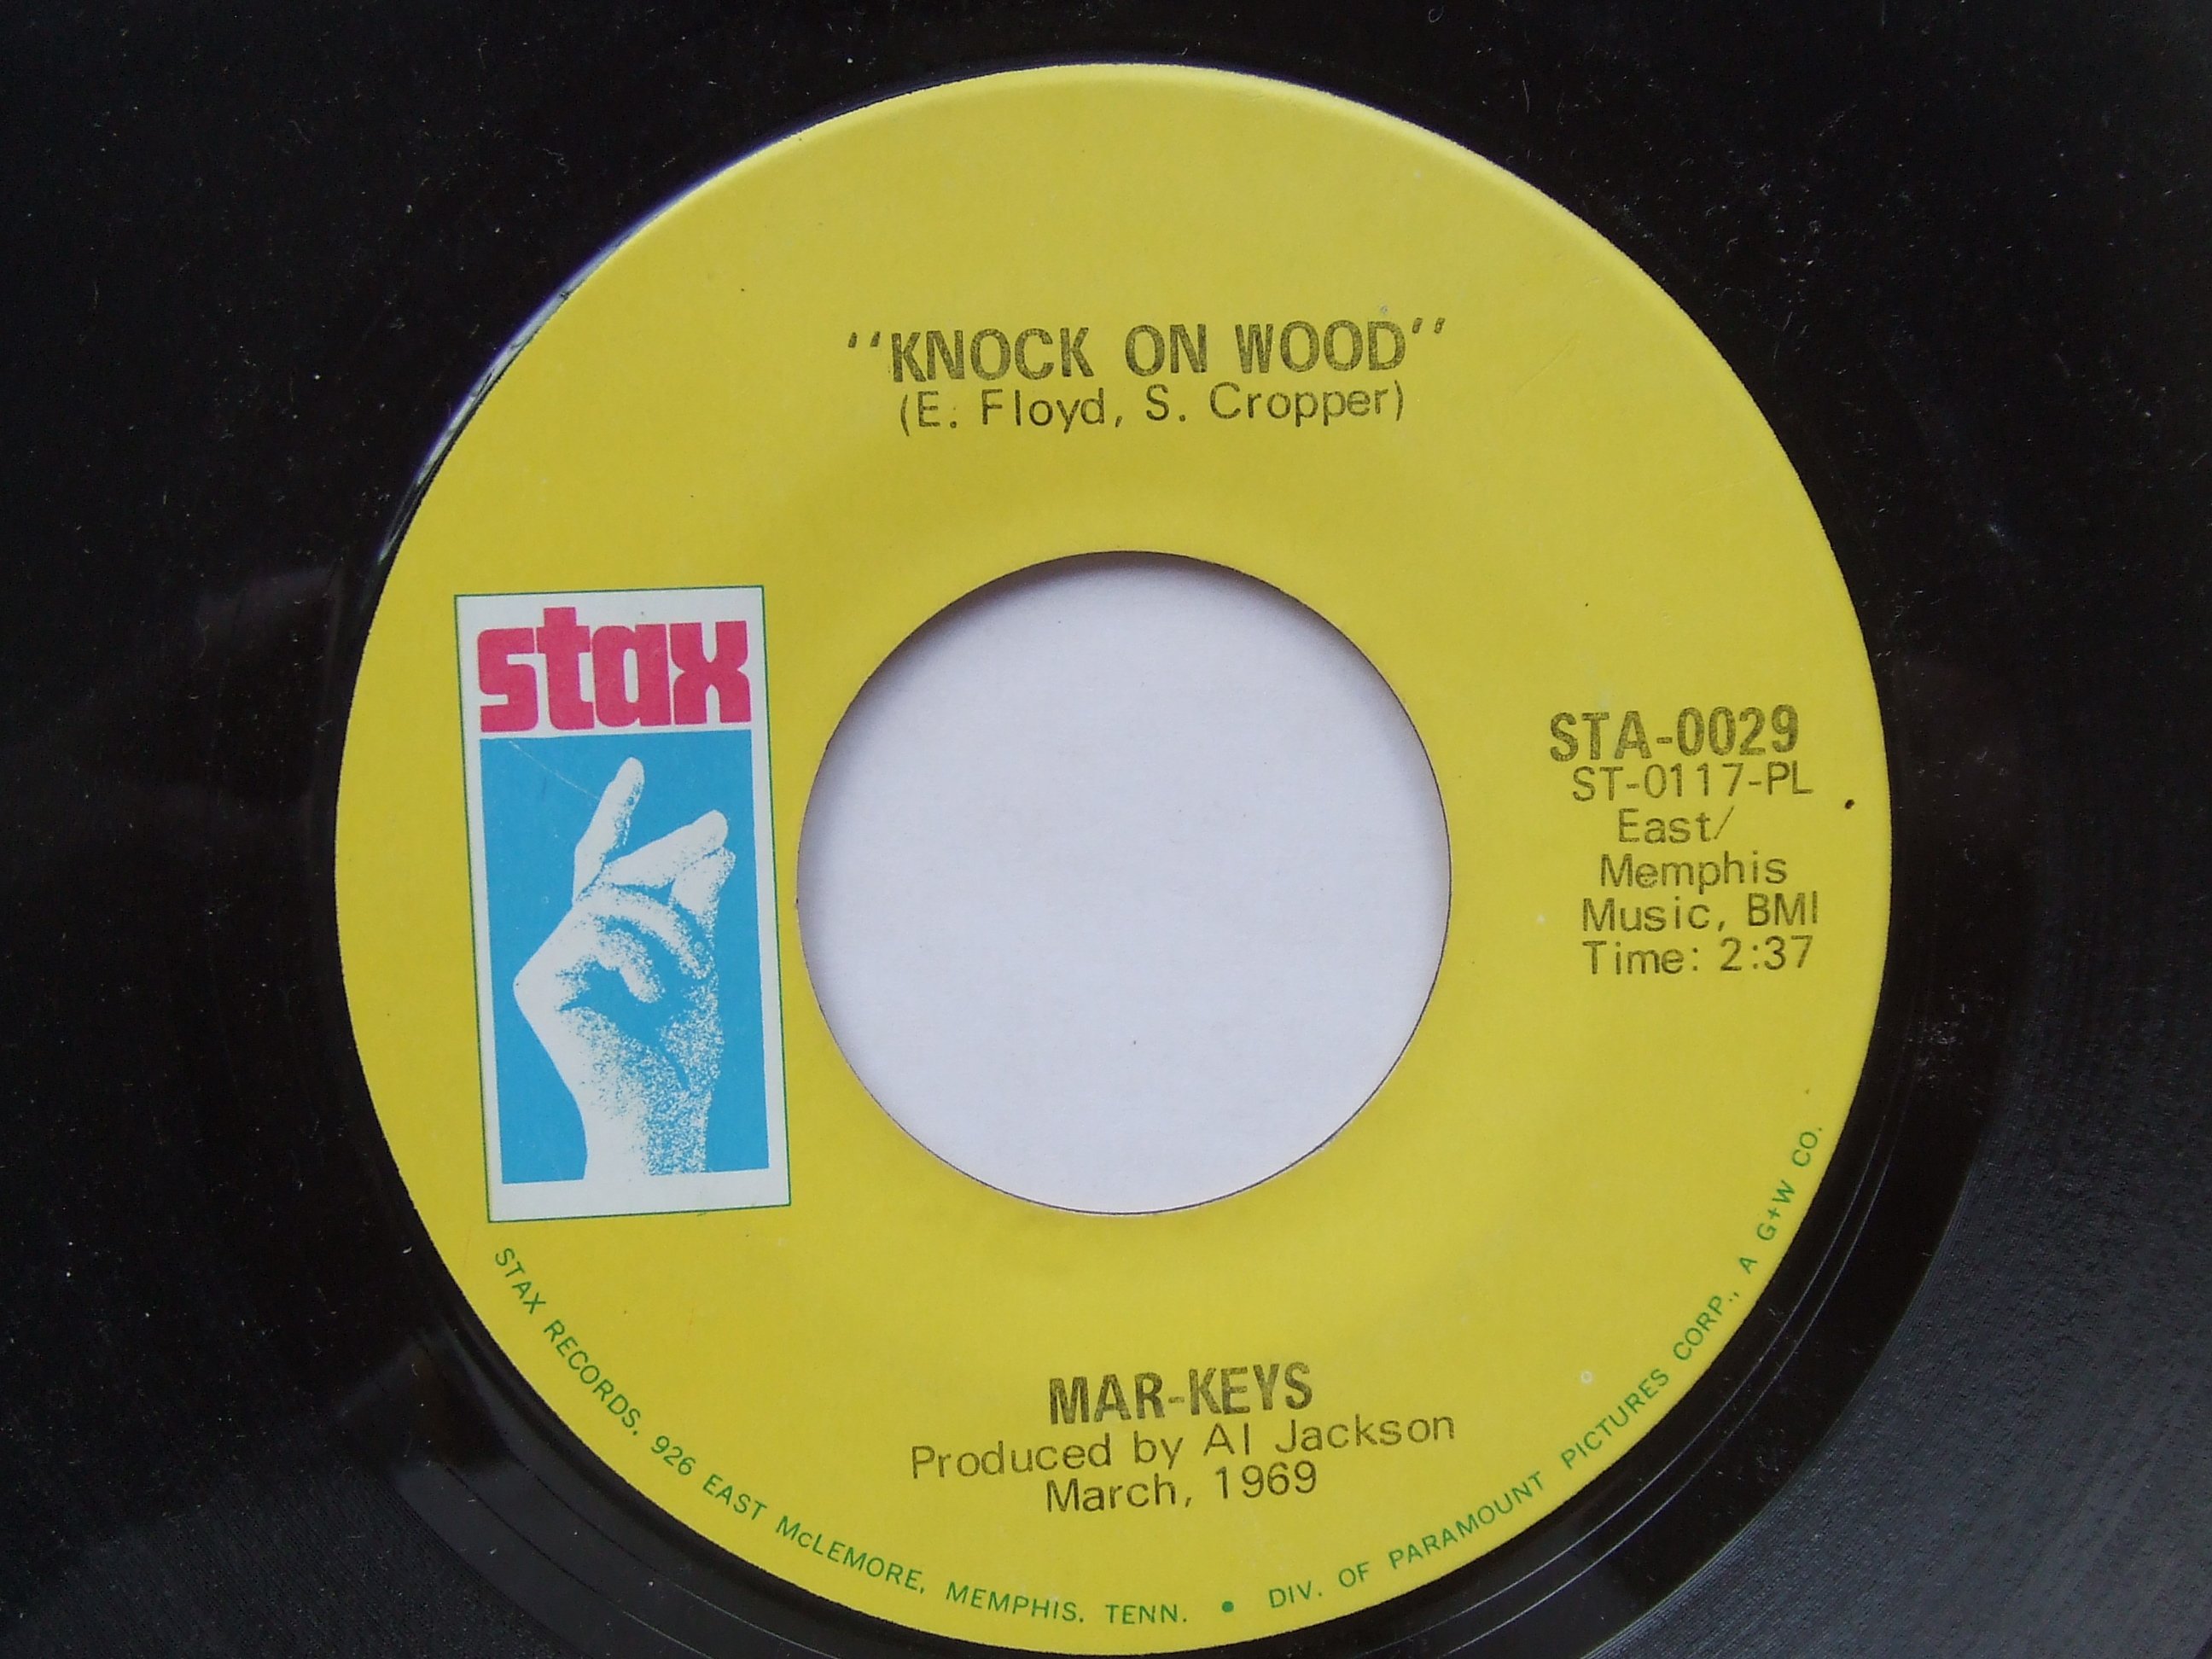 "KNOCK ON WOOD"
(E. Floyd, S. Cropper)
stax
STA-0029
ST-0117-PL
East/
Memphis
Music, BMI
Time: 2:37
MAR-KEYS
Produced by Al Jackson
March, 1969
STAX RECORDS, 926 EAST McLEMORE, MEMPHIS, TENN. • DIV. OF PARAMOUNT PICTURES CORP., A G+W CO.